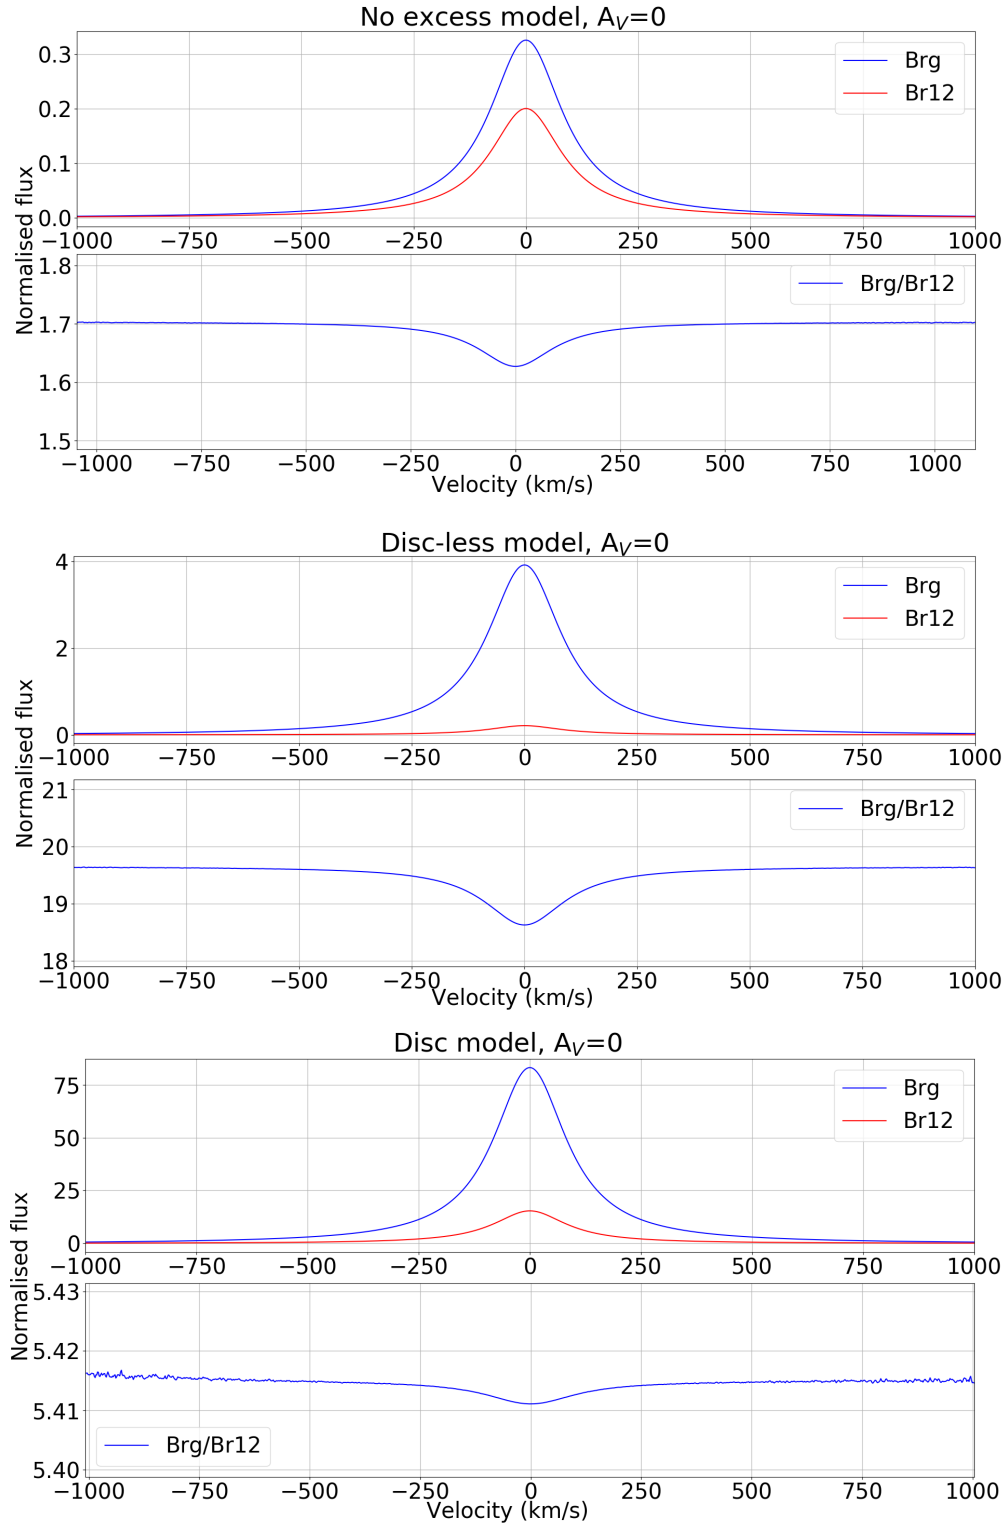 No excess model, A_V=0
Normalised flux
0.3
0.2
0.1
0.0
Brg
Br12
−1000 −750 −500 −250 0 250 500 750 1000
1.8
1.7
1.6
1.5
Brg/Br12
−1000 −750 −500 −250 0 250 500 750 1000
Velocity (km/s)
Disc-less model, A_V=0
Normalised flux
4
2
0
Brg
Br12
−1000 −750 −500 −250 0 250 500 750 1000
21
20
19
18
Brg/Br12
−1000 −750 −500 −250 0 250 500 750 1000
Velocity (km/s)
Disc model, A_V=0
Normalised flux
75
50
25
0
Brg
Br12
−1000 −750 −500 −250 0 250 500 750 1000
5.43
5.42
5.41
5.40
Brg/Br12
−1000 −750 −500 −250 0 250 500 750 1000
Velocity (km/s)